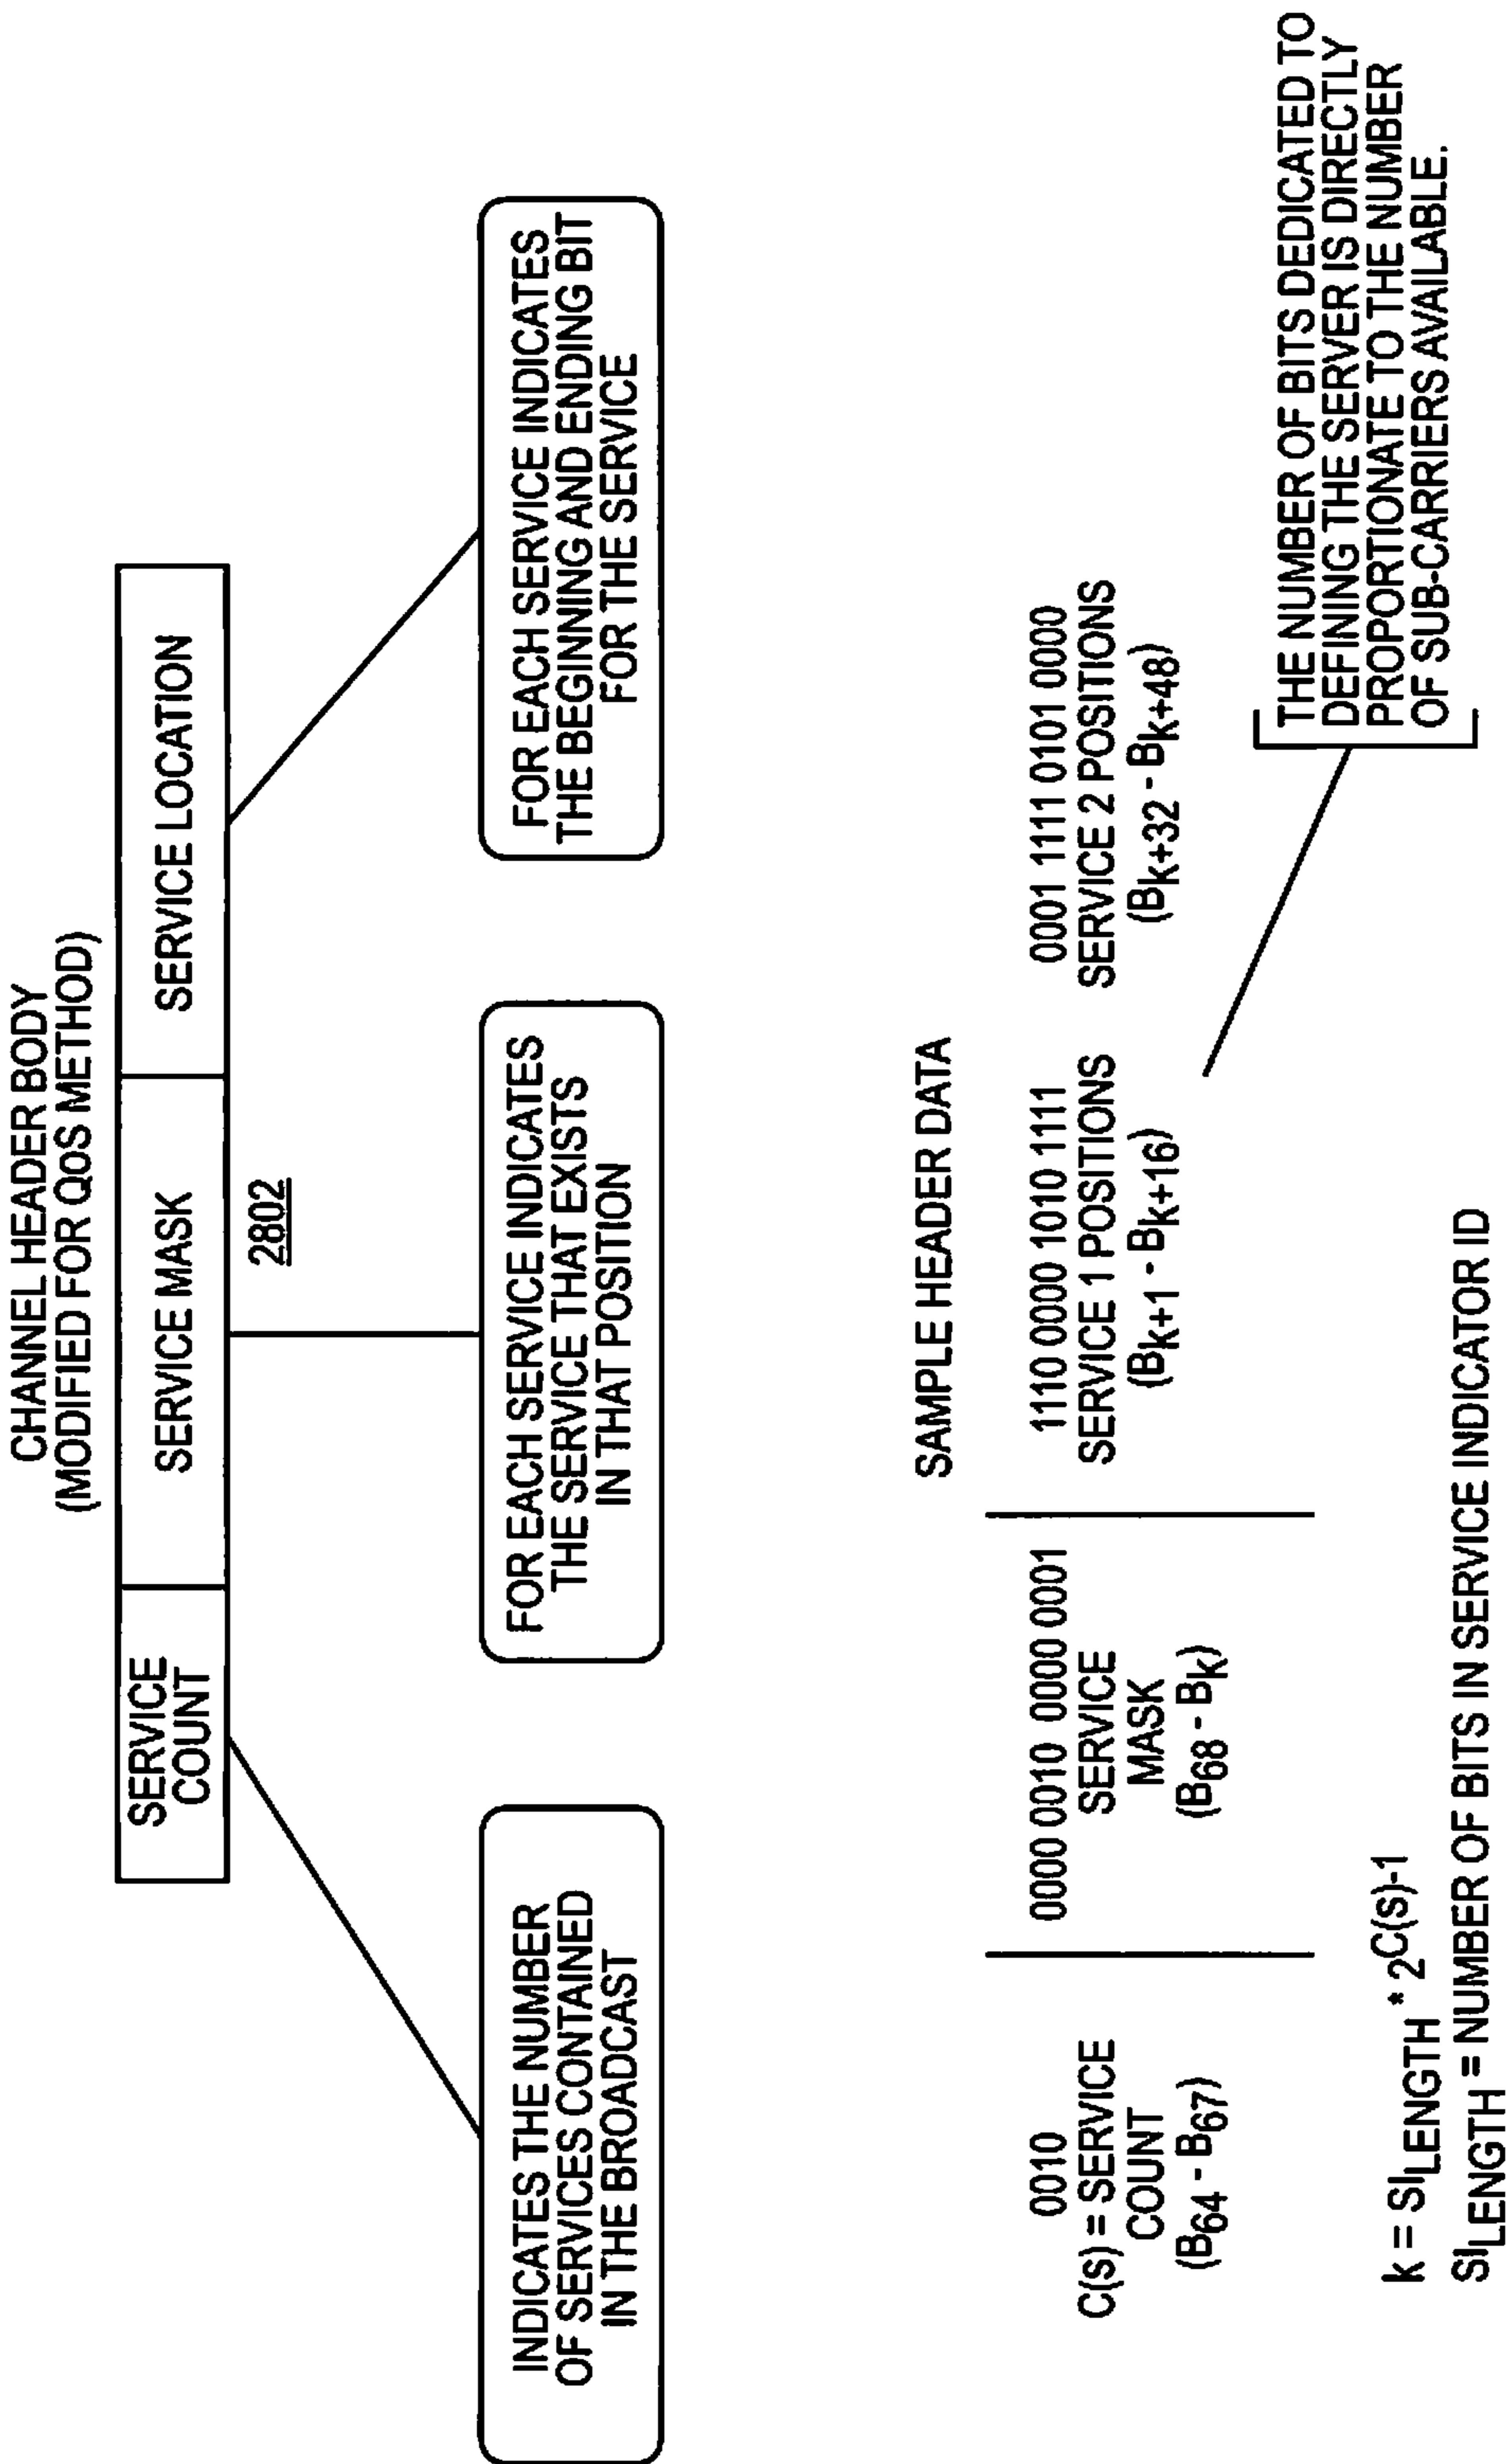 CHANNEL HEADER BODY
(MODIFIED FOR QoS METHOD)
SERVICE
COUNT
SERVICE MASK
SERVICE LOCATION
2802
INDICATES THE NUMBER
OF SERVICES CONTAINED
IN THE BROADCAST
FOR EACH SERVICE INDICATES
THE SERVICE THAT EXISTS
IN THAT POSITION
FOR EACH SERVICE INDICATES
THE BEGINNING AND ENDING BIT
FOR THE SERVICE
SAMPLE HEADER DATA
0010
C(s) = SERVICE
COUNT
(B64 - B67)
0000 0010 0000 0001
SERVICE
MASK
(B68 - Bk)
1110 0000 1010 1111
SERVICE 1 POSITIONS
(Bk+1 - Bk+16)
0001 1111 0101 0000
SERVICE 2 POSITIONS
(Bk+32 - Bk+48)
THE NUMBER OF BITS DEDICATED TO
DEFINING THE SERVER IS DIRECTLY
PROPORTIONATE TO THE NUMBER
OF SUB-CARRIERS AVAILABLE.
k = SILENGTH * 2C(s)-1
SILENGTH = NUMBER OF BITS IN SERVICE INDICATOR ID